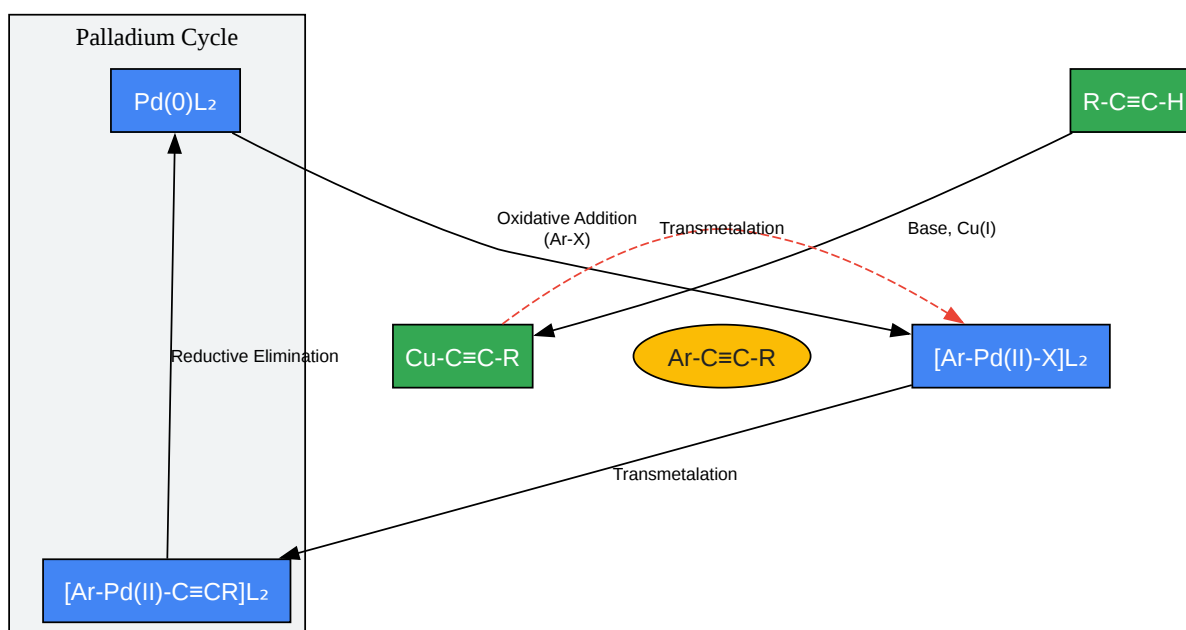 Palladium Cycle
Pd(0)L₂
R-C≡C-H
Oxidative Addition
(Ar-X)
Transmetalation
Base, Cu(I)
Reductive Elimination
Cu-C≡C-R
Ar-C≡C-R
[Ar-Pd(II)-X]L₂
Transmetalation
[Ar-Pd(II)-C≡CR]L₂